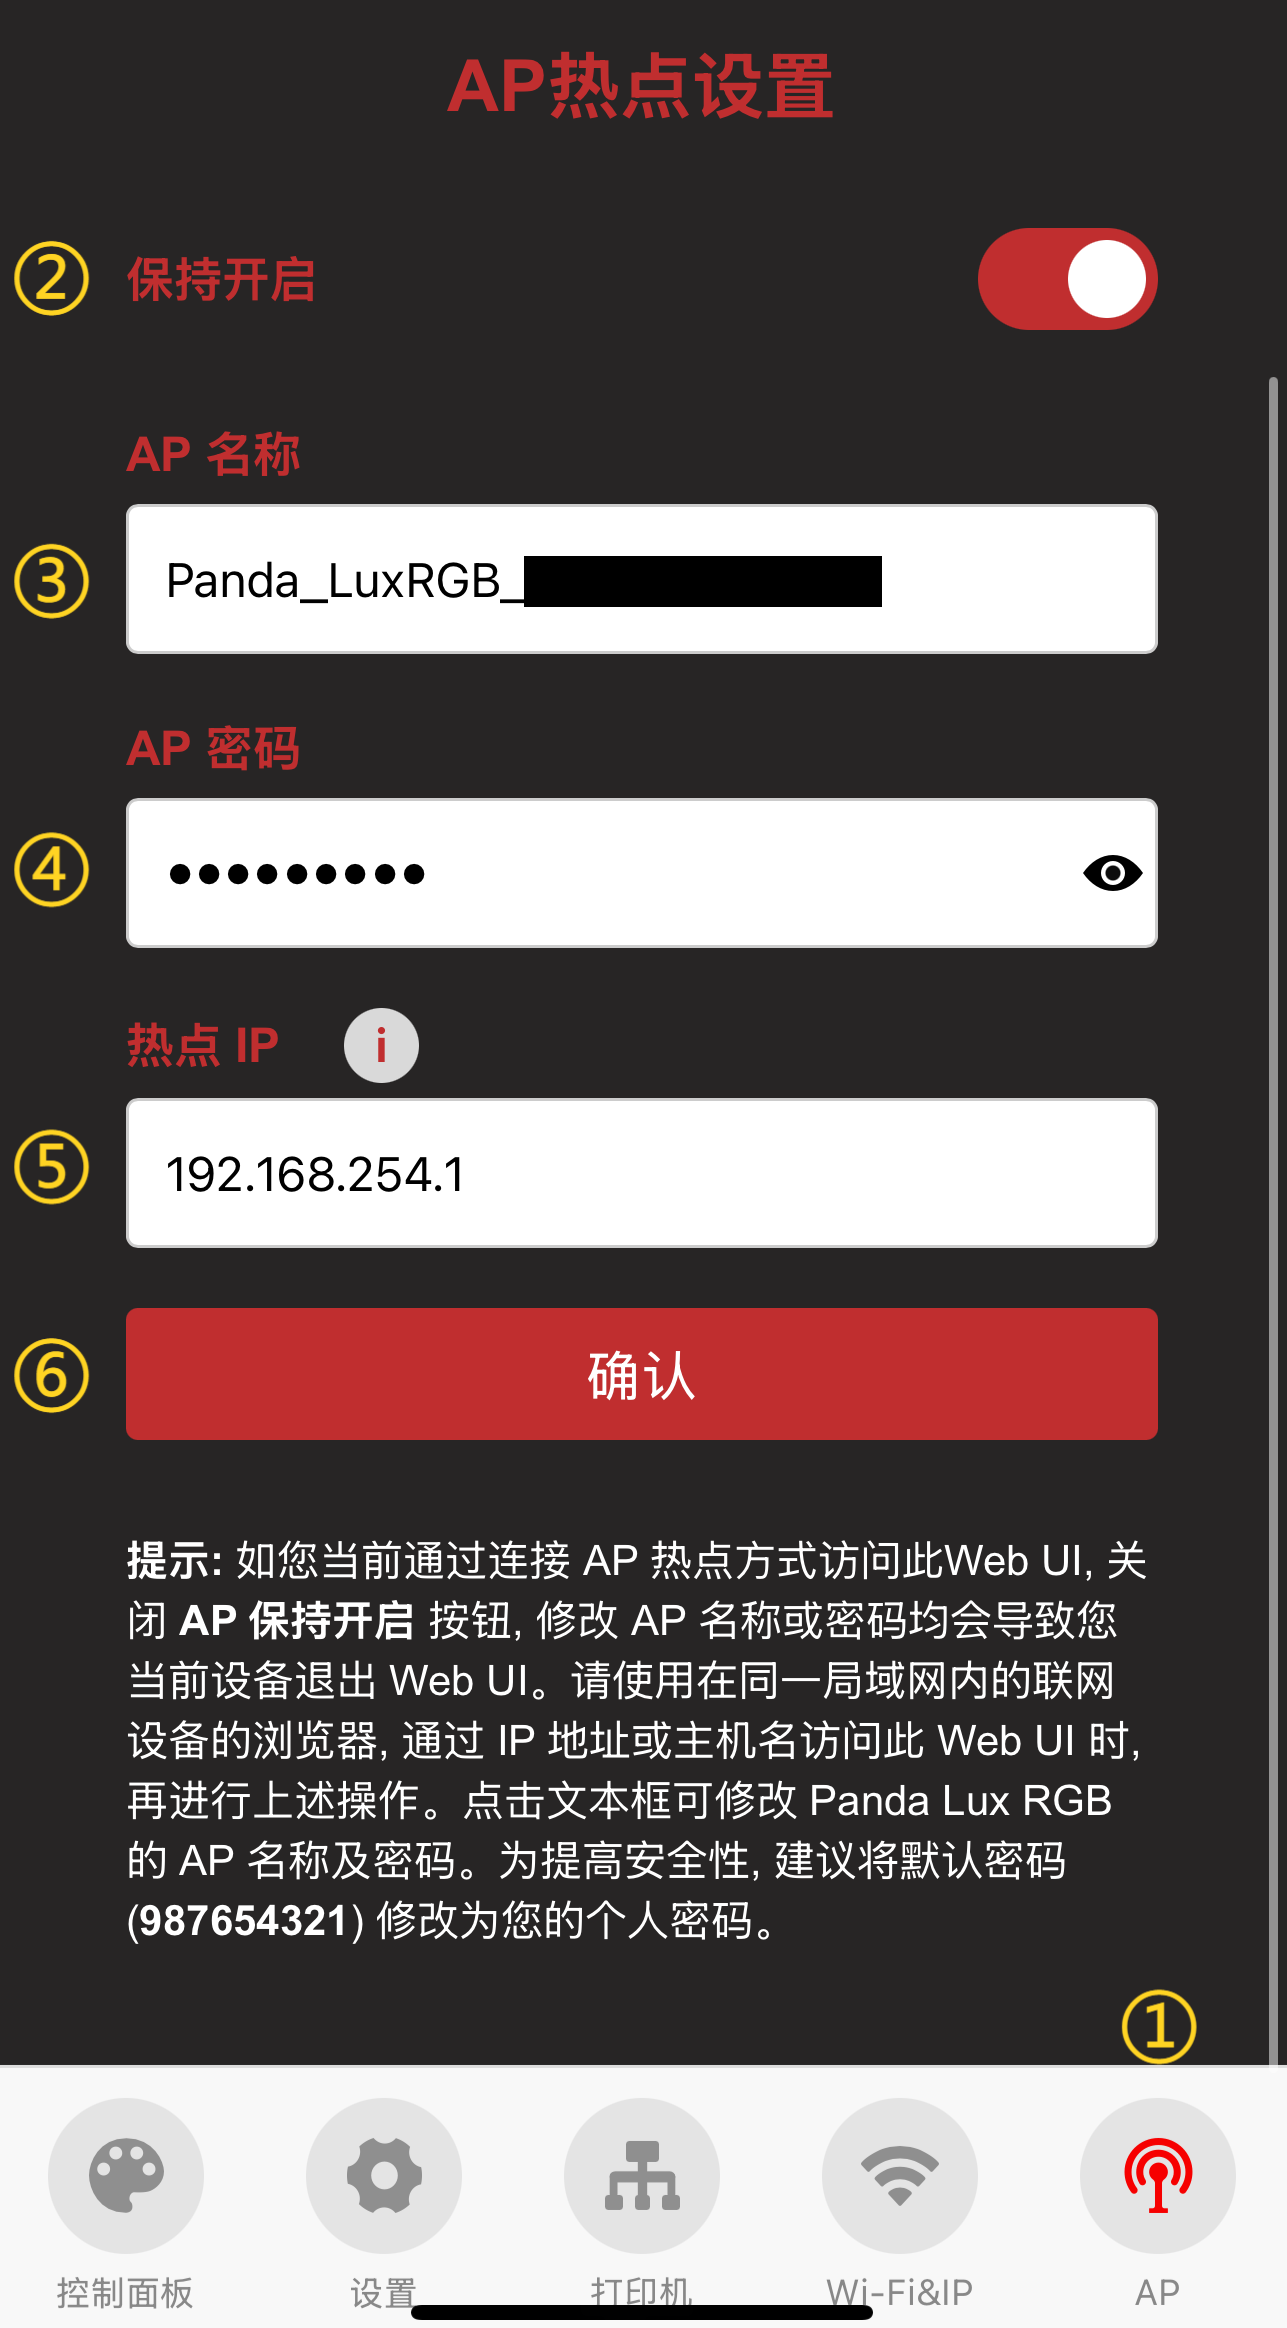 AP热点设置
② 保持开启
AP 名称
③ Panda_LuxRGB_
AP 密码
④ •••••••••
热点 IP i
⑤ 192.168.254.1
⑥ 确认
提示: 如您当前通过连接 AP 热点方式访问此Web UI, 关
闭 AP 保持开启 按钮, 修改 AP 名称或密码均会导致您
当前设备退出 Web UI。请使用在同一局域网内的联网
设备的浏览器, 通过 IP 地址或主机名访问此 Web UI 时,
再进行上述操作。点击文本框可修改 Panda Lux RGB
的 AP 名称及密码。为提高安全性, 建议将默认密码
(987654321) 修改为您的个人密码。
①
控制面板 设置 打印机 Wi-Fi&IP AP